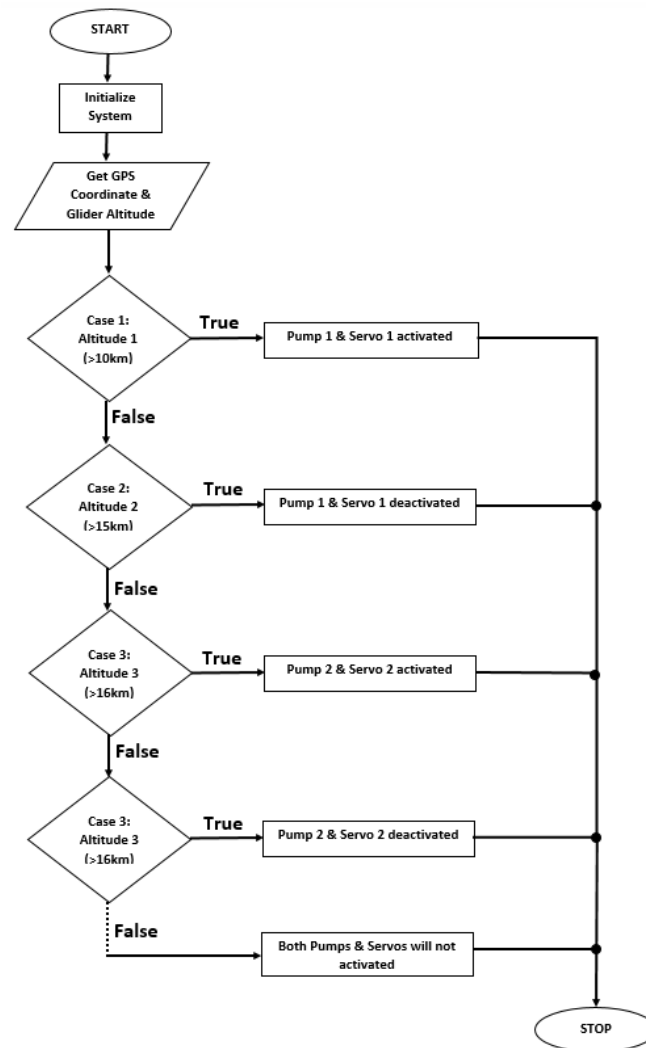 START
Initialize
System
Get GPS
Coordinate &
Glider Altitude
Case 1:
Altitude 1
(>10km)
True
Pump 1 & Servo 1 activated
False
Case 2:
Altitude 2
(>15km)
True
Pump 1 & Servo 1 deactivated
False
Case 3:
Altitude 3
(>16km)
True
Pump 2 & Servo 2 activated
False
Case 3:
Altitude 3
(>16km)
True
Pump 2 & Servo 2 deactivated
False
Both Pumps & Servos will not
activated
STOP